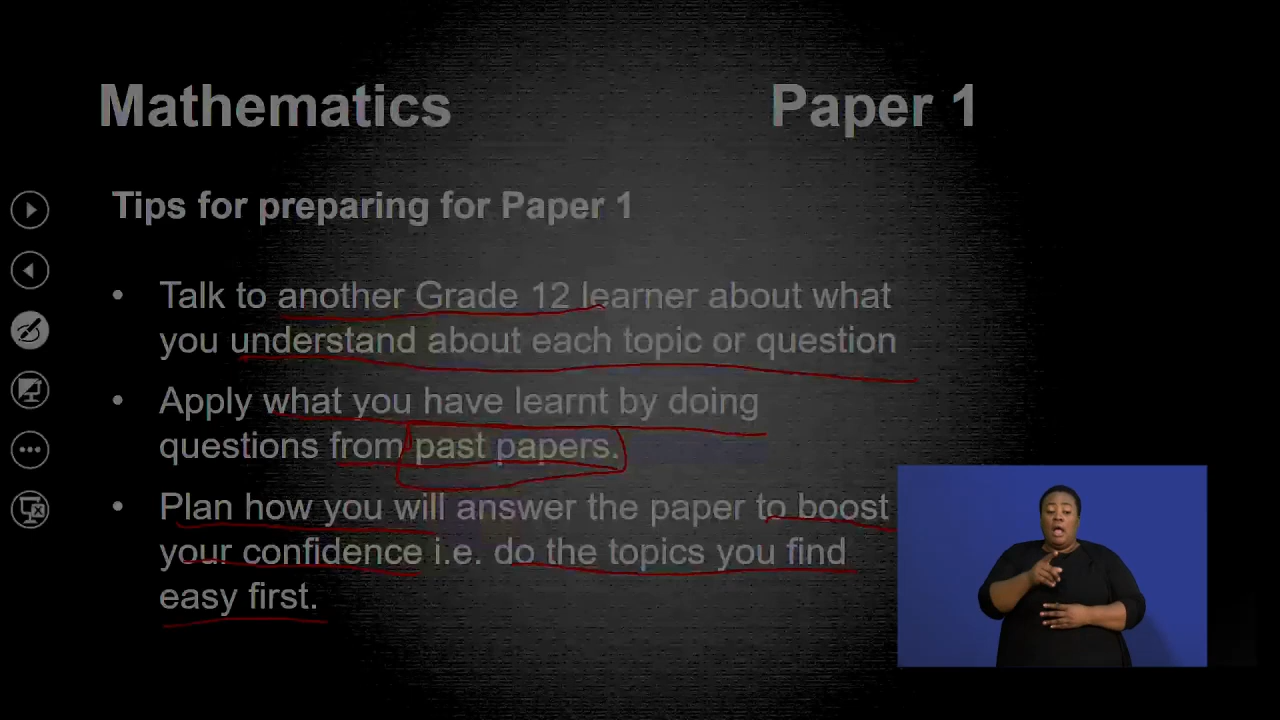 Mathematics Paper 1
Tips for preparing for Paper 1
• Talk to another Grade 12 learner about what
you understand about each topic or question
• Apply what you have learnt by doing
questions from past papers.
• Plan how you will answer the paper to boost
your confidence i.e. do the topics you find
easy first.